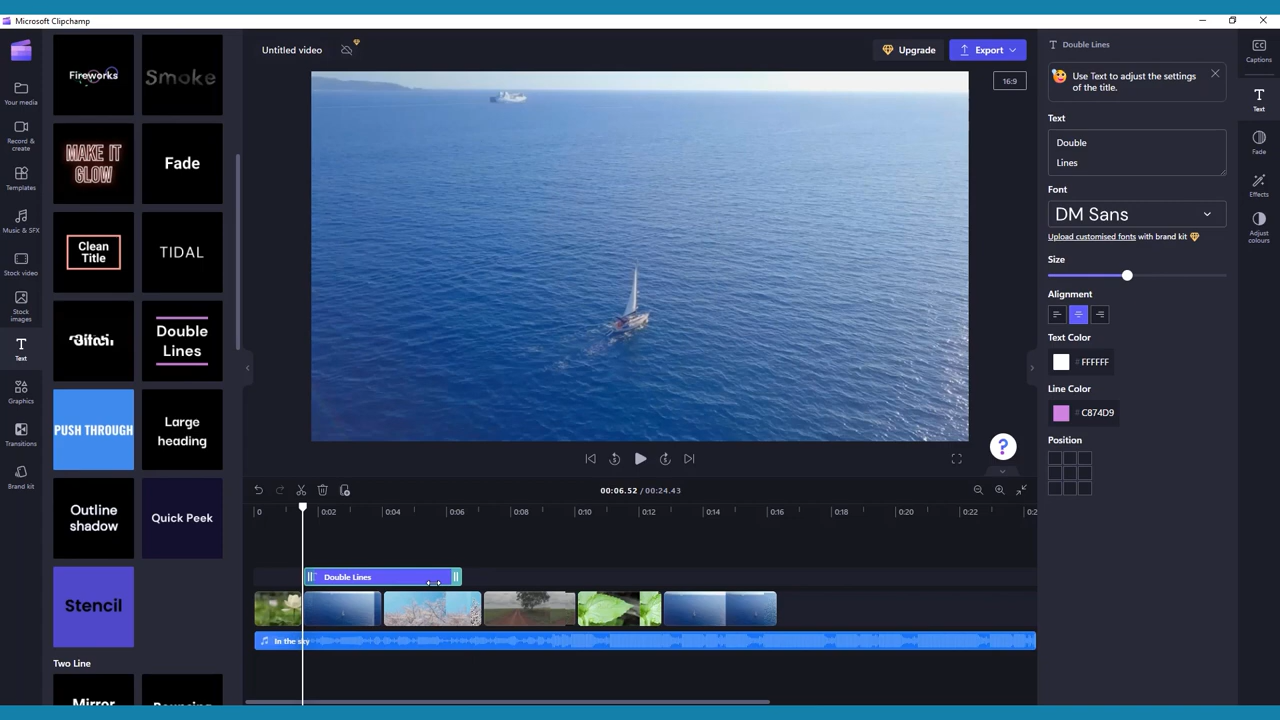 Microsoft Clipchamp
Untitled video
Upgrade
Export
16:9
Your media
Record &
create
Templates
Music & SFX
Stock video
Stock
images
Text
Graphics
Transitions
Brand kit
Fireworks
Smoke
MAKE IT
GLOW
Fade
Clean
Title
TIDAL
Double
Lines
PUSH THROUGH
Large
heading
Outline
shadow
Quick Peek
Stencil
Two Line
Mirror
Bouncing
Double Lines
Use Text to adjust the settings
of the title.
Text
Double
Lines
Font
DM Sans
Upload customised fonts with brand kit
Size
Alignment
Text Color
# FFFFFF
Line Color
# C874D9
Position
Captions
Text
Fade
Effects
Adjust
colours
5
5
?
00:06.52 / 00:24.43
0
0:02
0:04
0:06
0:08
0:10
0:12
0:14
0:16
0:18
0:20
0:22
Double Lines
In the sky